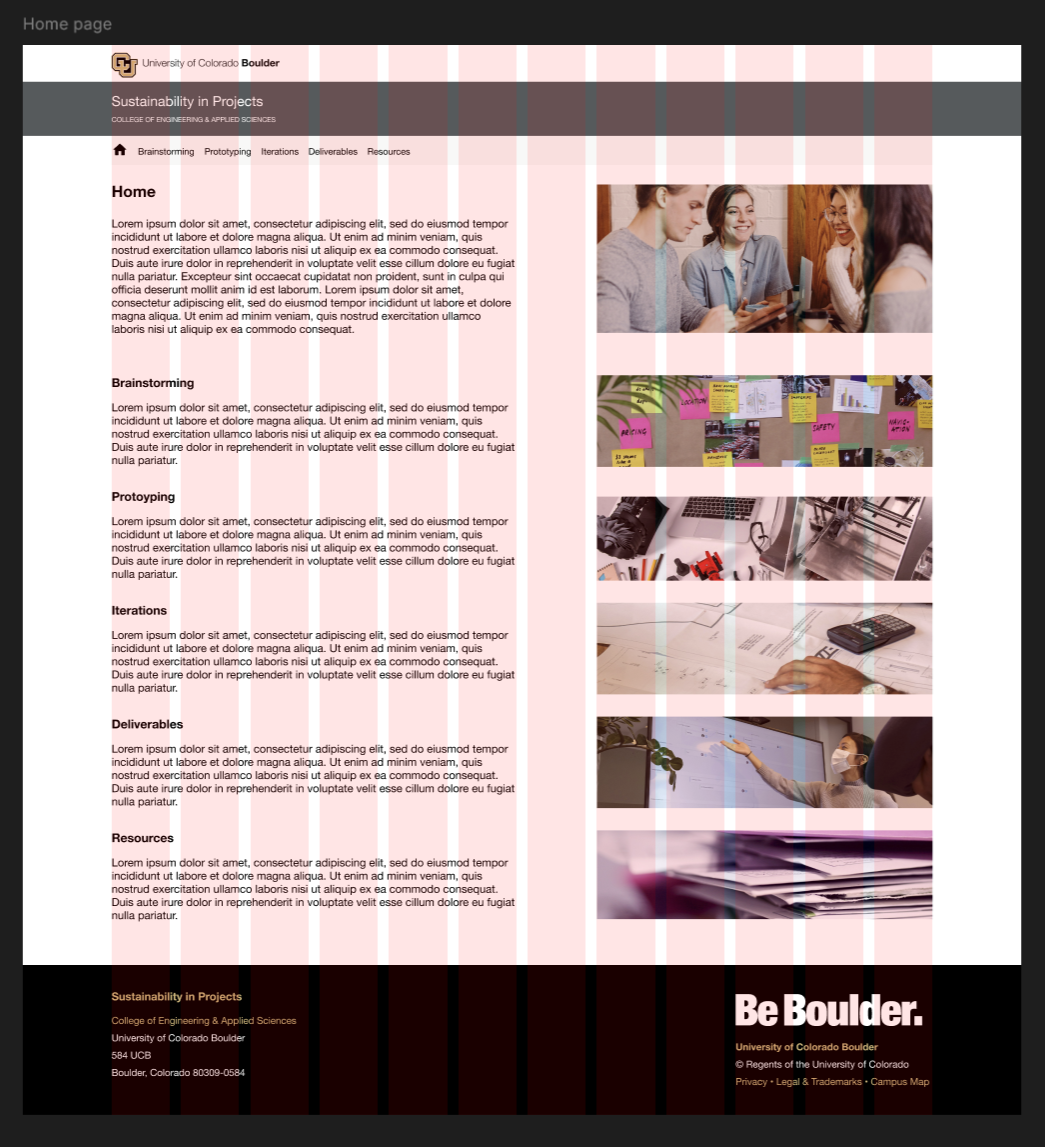 Home page
University of Colorado Boulder
Sustainability in Projects
COLLEGE OF ENGINEERING & APPLIED SCIENCES
Brainstorming Prototyping Iterations Deliverables Resources
Home
Lorem ipsum dolor sit amet, consectetur adipiscing elit, sed do eiusmod tempor
incididunt ut labore et dolore magna aliqua. Ut enim ad minim veniam, quis
nostrud exercitation ullamco laboris nisi ut aliquip ex ea commodo consequat.
Duis aute irure dolor in reprehenderit in voluptate velit esse cillum dolore eu fugiat
nulla pariatur. Excepteur sint occaecat cupidatat non proident, sunt in culpa qui
officia deserunt mollit anim id est laborum. Lorem ipsum dolor sit amet,
consectetur adipiscing elit, sed do eiusmod tempor incididunt ut labore et dolore
magna aliqua. Ut enim ad minim veniam, quis nostrud exercitation ullamco
laboris nisi ut aliquip ex ea commodo consequat.
Brainstorming
Lorem ipsum dolor sit amet, consectetur adipiscing elit, sed do eiusmod tempor
incididunt ut labore et dolore magna aliqua. Ut enim ad minim veniam, quis
nostrud exercitation ullamco laboris nisi ut aliquip ex ea commodo consequat.
Duis aute irure dolor in reprehenderit in voluptate velit esse cillum dolore eu fugiat
nulla pariatur.
LOCATION
PRICING
SAFETY
NAVIG-
ATION
Protoyping
Lorem ipsum dolor sit amet, consectetur adipiscing elit, sed do eiusmod tempor
incididunt ut labore et dolore magna aliqua. Ut enim ad minim veniam, quis
nostrud exercitation ullamco laboris nisi ut aliquip ex ea commodo consequat.
Duis aute irure dolor in reprehenderit in voluptate velit esse cillum dolore eu fugiat
nulla pariatur.
Iterations
Lorem ipsum dolor sit amet, consectetur adipiscing elit, sed do eiusmod tempor
incididunt ut labore et dolore magna aliqua. Ut enim ad minim veniam, quis
nostrud exercitation ullamco laboris nisi ut aliquip ex ea commodo consequat.
Duis aute irure dolor in reprehenderit in voluptate velit esse cillum dolore eu fugiat
nulla pariatur.
Deliverables
Lorem ipsum dolor sit amet, consectetur adipiscing elit, sed do eiusmod tempor
incididunt ut labore et dolore magna aliqua. Ut enim ad minim veniam, quis
nostrud exercitation ullamco laboris nisi ut aliquip ex ea commodo consequat.
Duis aute irure dolor in reprehenderit in voluptate velit esse cillum dolore eu fugiat
nulla pariatur.
Resources
Lorem ipsum dolor sit amet, consectetur adipiscing elit, sed do eiusmod tempor
incididunt ut labore et dolore magna aliqua. Ut enim ad minim veniam, quis
nostrud exercitation ullamco laboris nisi ut aliquip ex ea commodo consequat.
Duis aute irure dolor in reprehenderit in voluptate velit esse cillum dolore eu fugiat
nulla pariatur.
Sustainability in Projects
College of Engineering & Applied Sciences
University of Colorado Boulder
584 UCB
Boulder, Colorado 80309-0584
Be Boulder.
University of Colorado Boulder
© Regents of the University of Colorado
Privacy • Legal & Trademarks • Campus Map